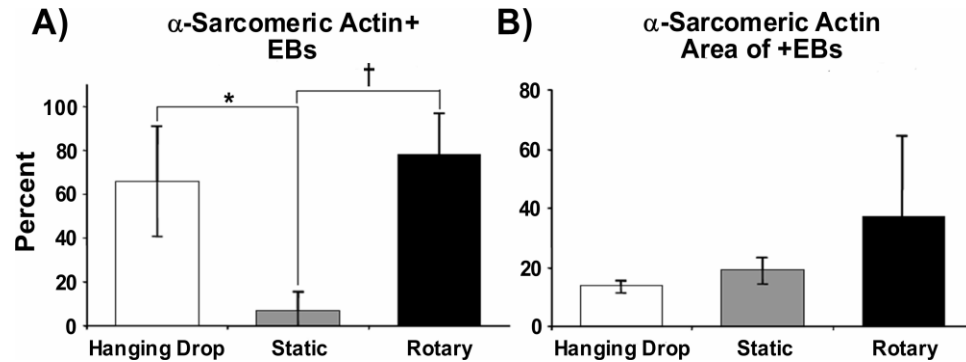 A)
α-Sarcomeric Actin+
EBs
*
†
Percent
100
80
60
40
20
0
Hanging Drop
Static
Rotary
B)
α-Sarcomeric Actin
Area of +EBs
80
60
40
20
0
Hanging Drop
Static
Rotary